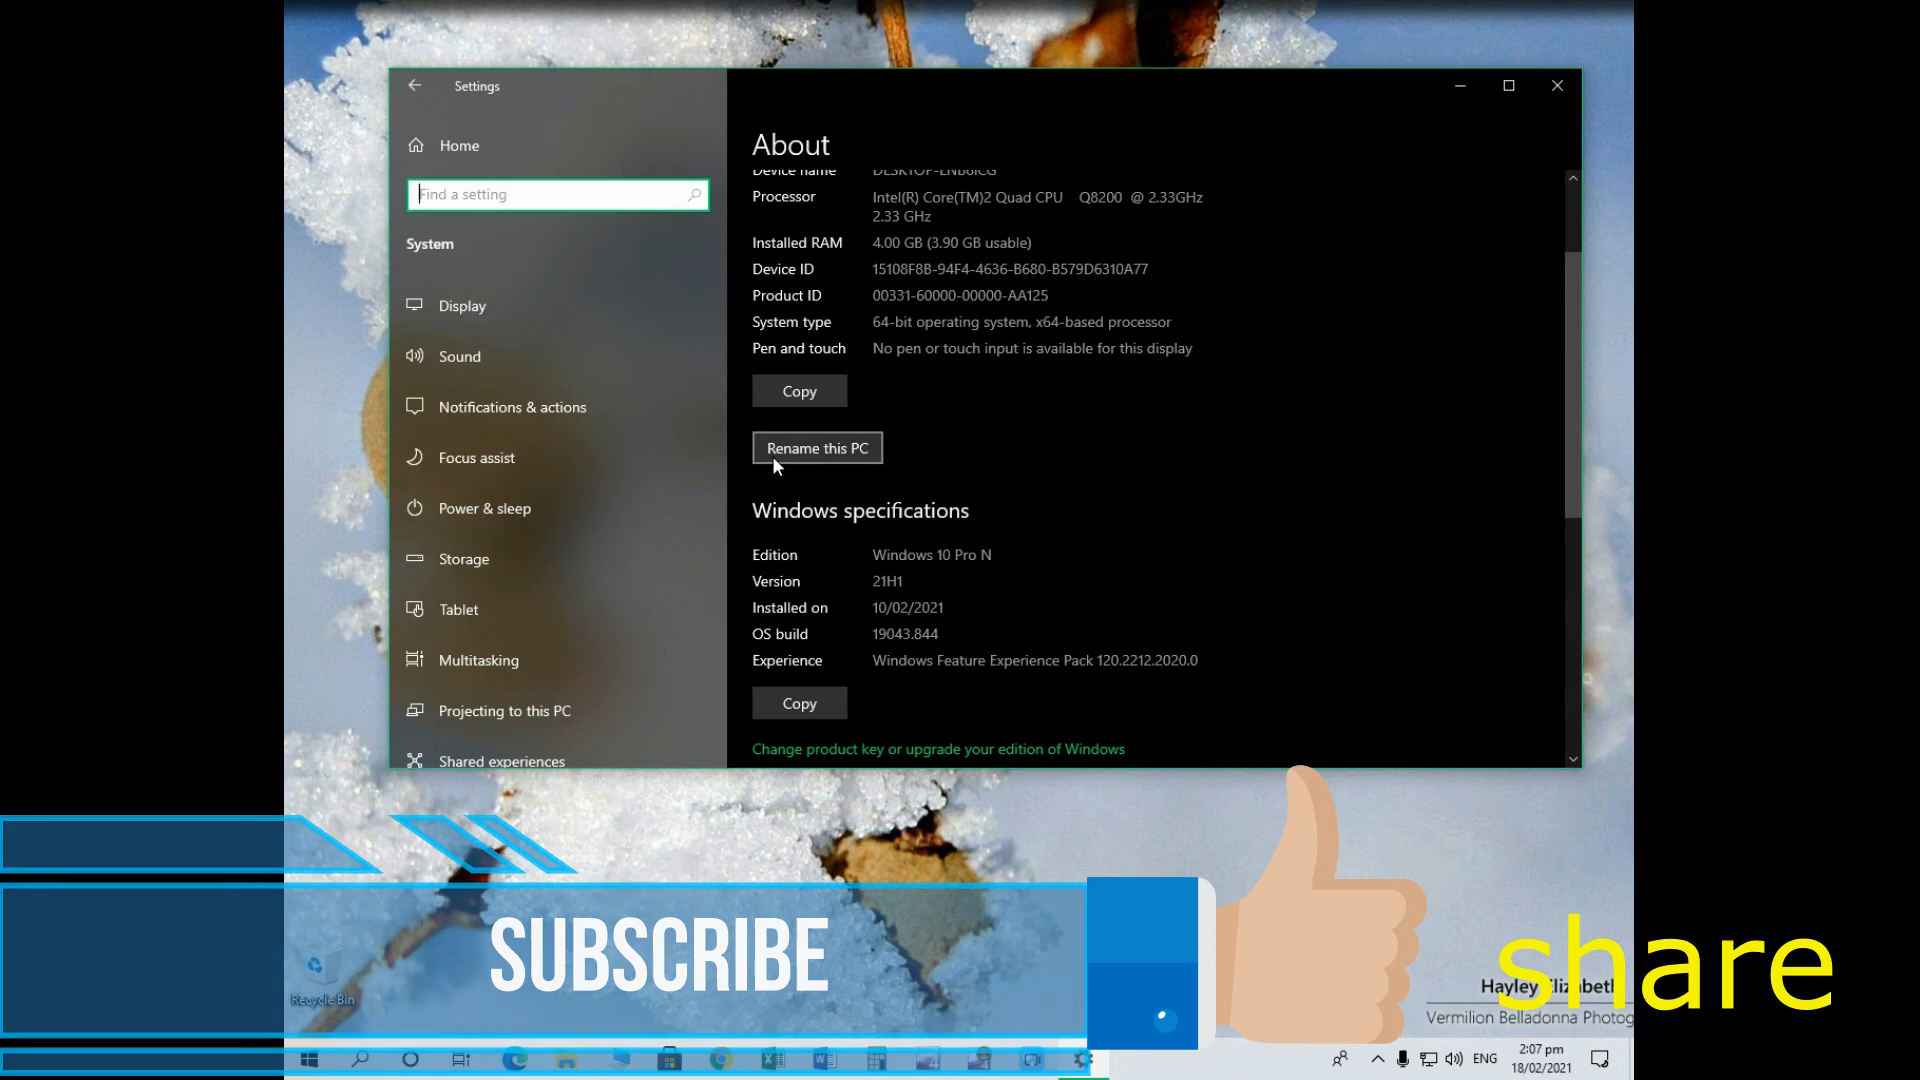 Settings
Home
Find a setting
System
Display
Sound
Notifications & actions
Focus assist
Power & sleep
Storage
Tablet
Multitasking
Projecting to this PC
Shared experiences
About
Device name
Processor Intel(R) Core(TM)2 Quad CPU Q8200 @ 2.33GHz
2.33 GHz
Installed RAM 4.00 GB (3.90 GB usable)
Device ID 15108F8B-94F4-4636-B680-B579D6310A77
Product ID 00331-60000-00000-AA125
System type 64-bit operating system, x64-based processor
Pen and touch No pen or touch input is available for this display
Copy
Rename this PC
Windows specifications
Edition Windows 10 Pro N
Version 21H1
Installed on 10/02/2021
OS build 19043.844
Experience Windows Feature Experience Pack 120.2212.2020.0
Copy
Change product key or upgrade your edition of Windows
SUBSCRIBE
share
Recycle Bin
Hayley Elizabeth
Vermilion Belladonna Photog
ENG
2:07 pm
18/02/2021